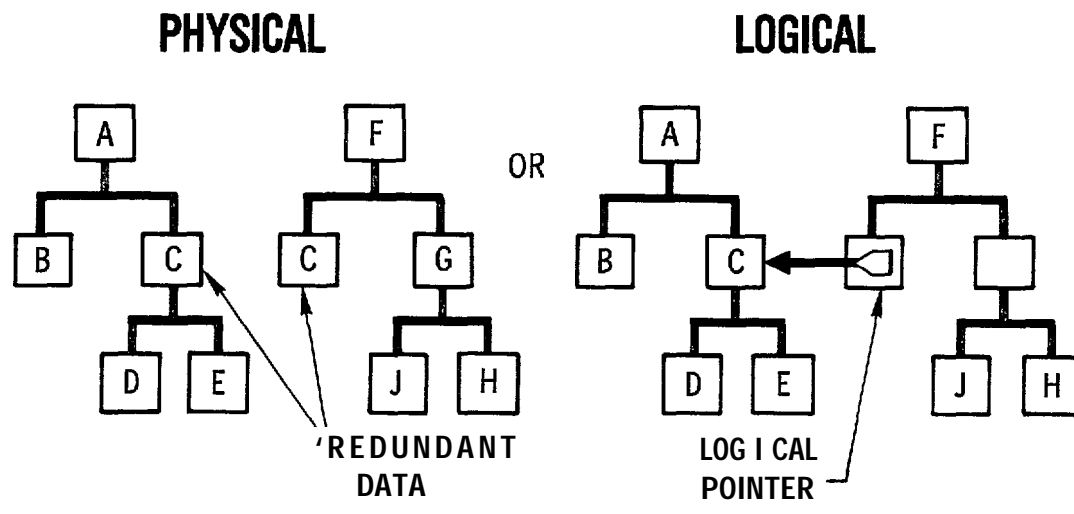 PHYSICAL
LOGICAL
A
F
OR
A
F
B
C
C
G
B
C
D
E
J
H
D
E
J
H
'REDUNDANT
DATA
LOG I CAL
POINTER